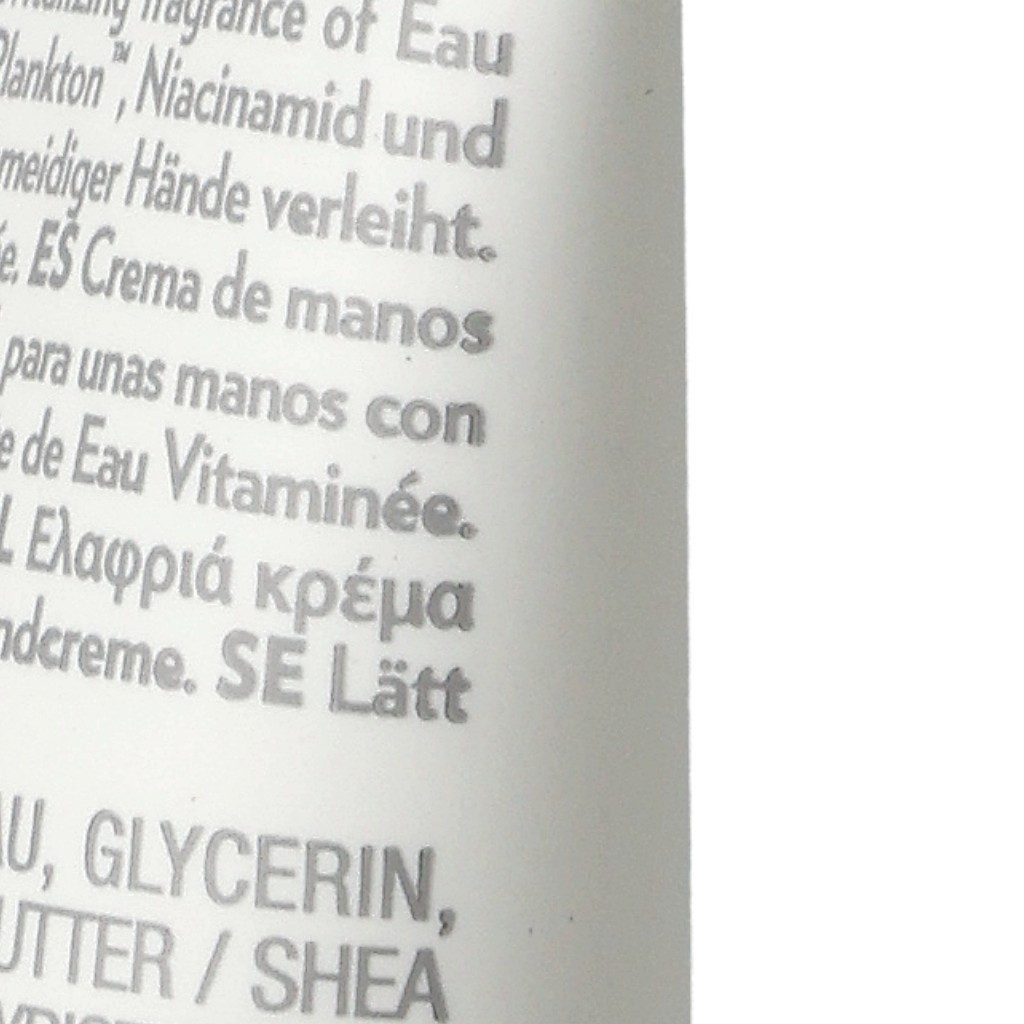 fragrance of Eau
Plankton™, Niacinamid und
meidiger Hände verleiht.
e. ES Crema de manos
para unas manos con
e de Eau Vitaminée.
L Ελαφριά κρέμα
ndcreme. SE Lätt
AU, GLYCERIN,
UTTER / SHEA